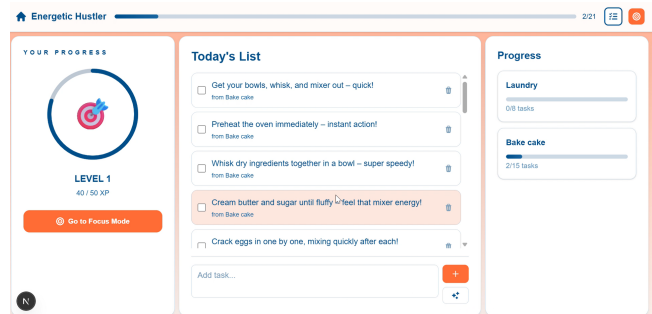 Energetic Hustler
2/21
YOUR PROGRESS
LEVEL 1
40 / 50 XP
Go to Focus Mode
N
Today's List
Get your bowls, whisk, and mixer out – quick!
from Bake cake
Preheat the oven immediately – instant action!
from Bake cake
Whisk dry ingredients together in a bowl – super speedy!
from Bake cake
Cream butter and sugar until fluffy – feel that mixer energy!
from Bake cake
Crack eggs in one by one, mixing quickly after each!
Add task...
+
Progress
Laundry
0/8 tasks
Bake cake
2/15 tasks